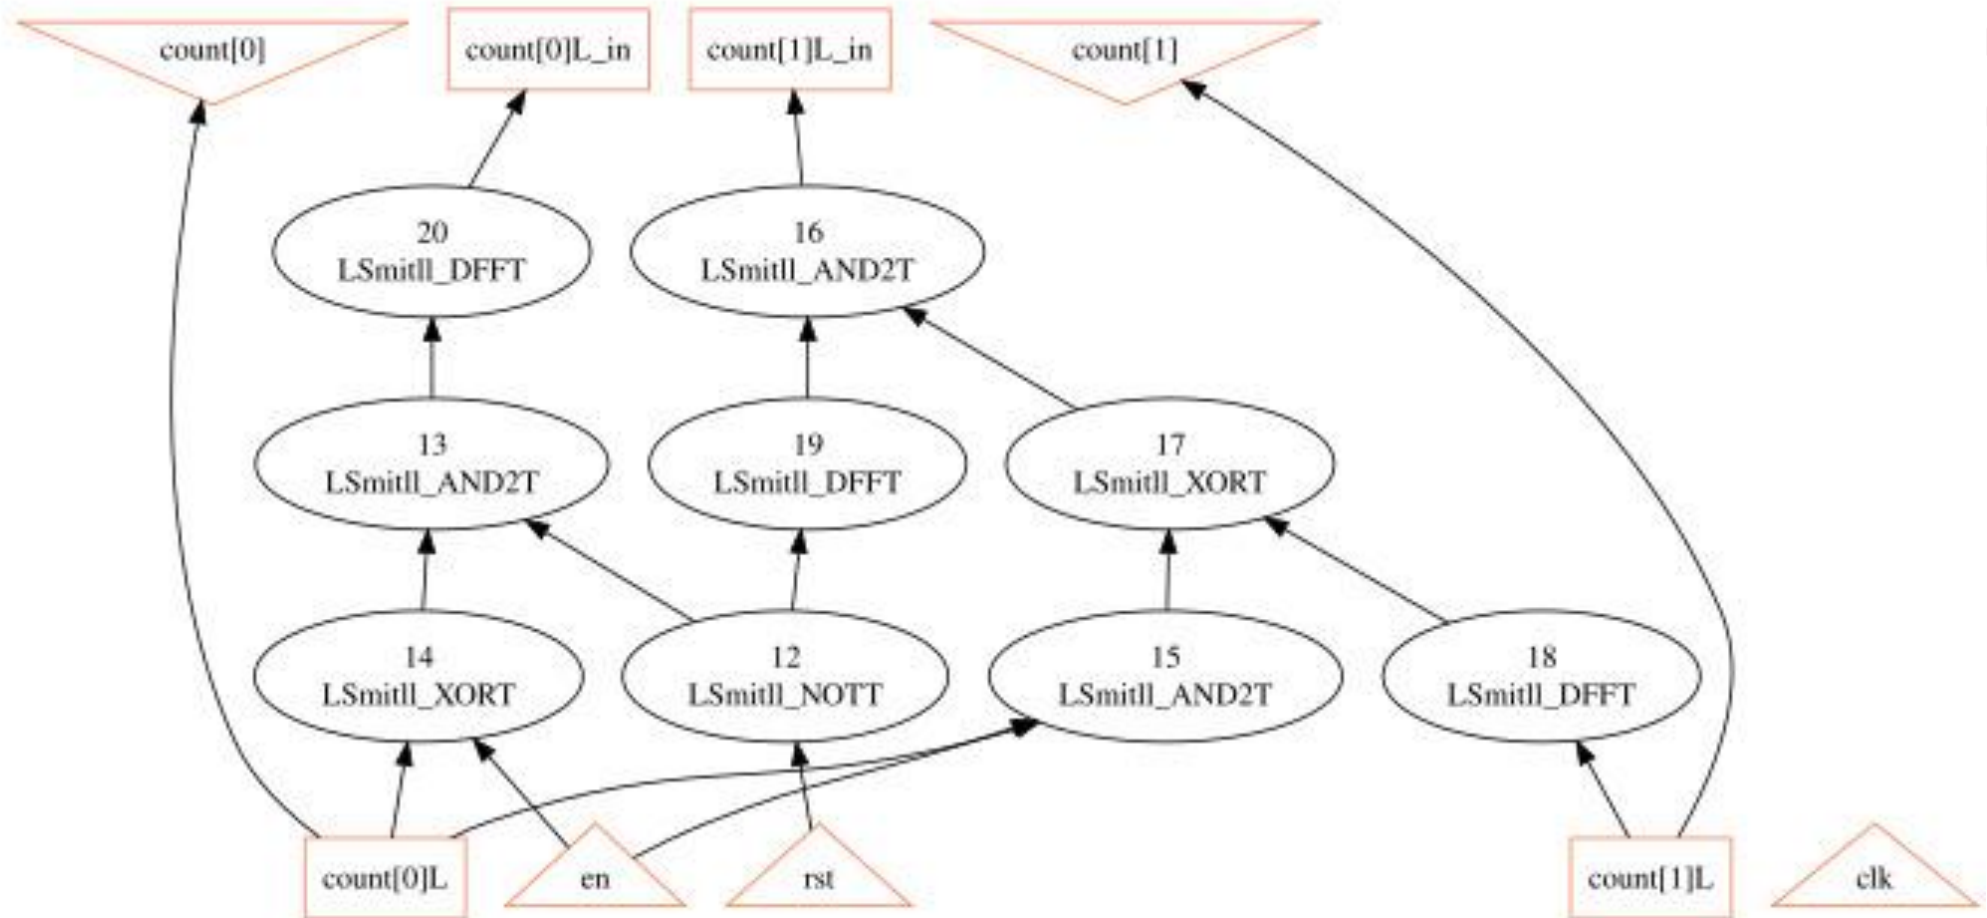 count[0]
count[0]L_in
count[1]L_in
count[1]
20
LSmitll_DFFT
16
LSmitll_AND2T
13
LSmitll_AND2T
19
LSmitll_DFFT
17
LSmitll_XORT
14
LSmitll_XORT
12
LSmitll_NOTT
15
LSmitll_AND2T
18
LSmitll_DFFT
count[0]L
en
rst
count[1]L
clk